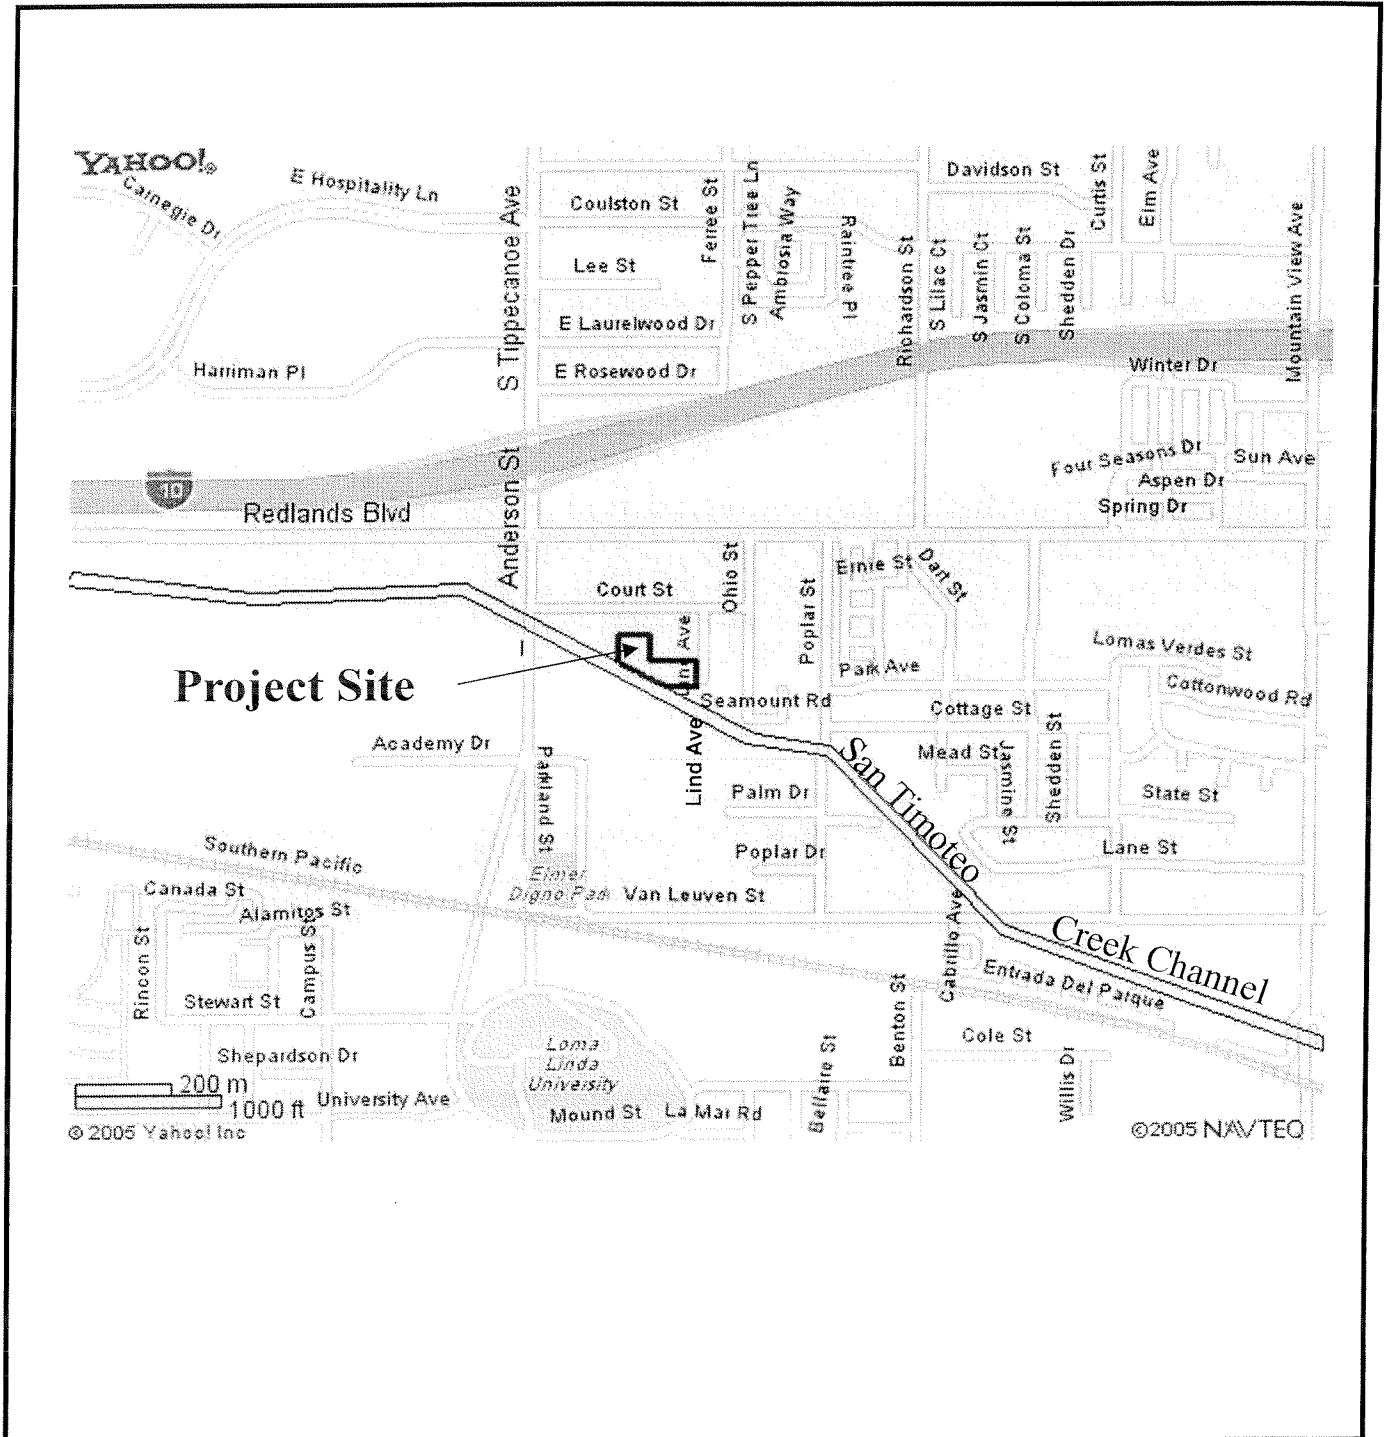 YAHOO!®
Carnegie Dr
E Hospitality Ln
S Tippecanoe Ave
Coulston St
Ferree St
S Pepper Tree Ln
Ambrosia Way
Raintree Pl
Richardson St
Davidson St
S Lilac Ct
S Jasmin Ct
S Coloma St
Shedden Dr
Curtis St
Elm Ave
Mountain View Ave
Lee St
E Laurelwood Dr
E Rosewood Dr
Harriman Pl
Winter Dr
Four Seasons Dr
Sun Ave
Aspen Dr
Spring Dr
10
Redlands Blvd
Anderson St
Court St
Ohio St
Poplar St
Ernie St
Dart St
Ave
Park Ave
Lomas Verdes St
Cottonwood Rd
Project Site
Seamount Rd
Cottage St
Lind Ave
Academy Dr
Parkland St
Mead St
Jasmine St
Shedden St
San Timoteo
Palm Dr
State St
Southern Pacific
Poplar Dr
Lane St
Elmer
Digno Park
Van Leuven St
Canada St
Alamitos St
Campus St
Rincon St
Cabrillo Ave
Creek Channel
Entrada Del Parque
Stewart St
Shepardson Dr
Loma
Linda
University
Benton St
Cole St
Bellaire St
Willis Dr
200 m
1000 ft
University Ave
Mound St
La Mar Rd
© 2005 Yahoo! Inc
©2005 NAVTEQ